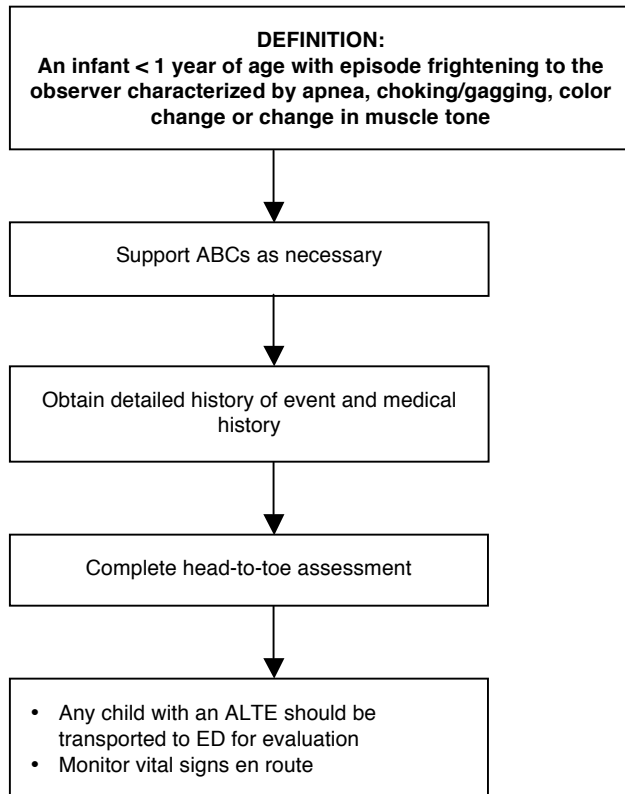 DEFINITION:
An infant < 1 year of age with episode frightening to the
observer characterized by apnea, choking/gagging, color
change or change in muscle tone
Support ABCs as necessary
Obtain detailed history of event and medical
history
Complete head-to-toe assessment
• Any child with an ALTE should be
transported to ED for evaluation
• Monitor vital signs en route